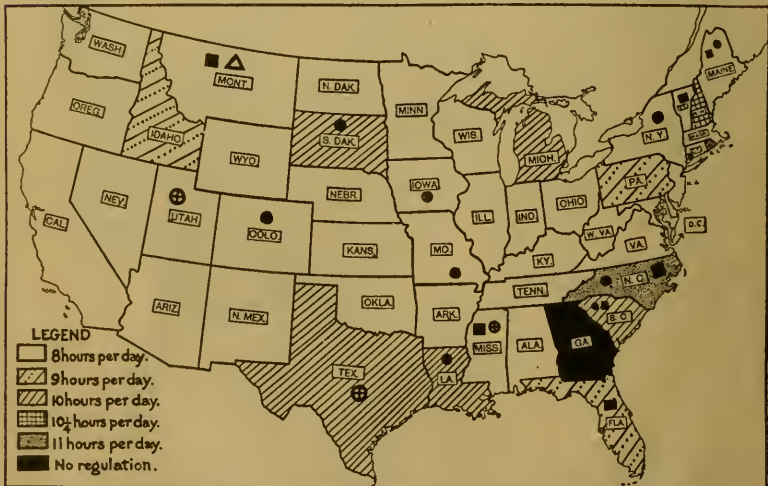 WASH.
MONT.
N. DAK.
MINN.
MAINE
OREG.
IDAHO
S. DAK.
WIS.
MICH.
N.Y.
WYO.
IOWA
PA.
NEV.
UTAH
COLO.
NEBR.
ILL.
IND.
OHIO
W. VA.
D.C.
CAL.
KANS.
MO.
KY.
VA.
ARIZ.
N. MEX.
OKLA.
ARK.
TENN.
N. C.
S. C.
TEX.
LA.
MISS.
ALA.
GA.
FLA.
LEGEND
8 hours per day.
9 hours per day.
10 hours per day.
10¼ hours per day.
11 hours per day.
No regulation.